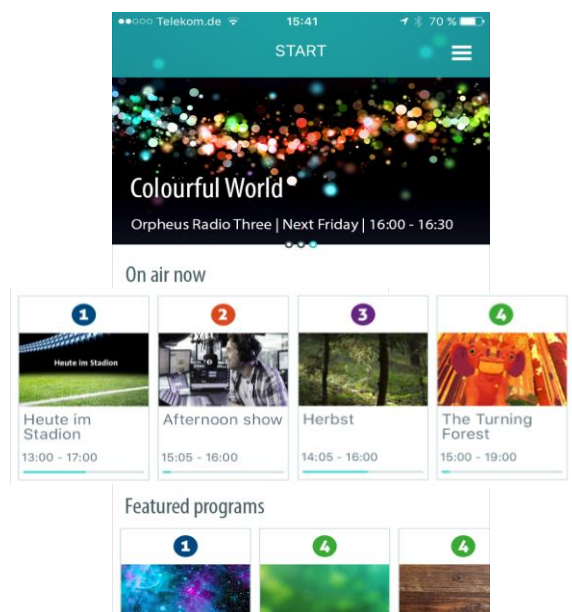 Telekom.de 15:41 70 %
START
Colourful World
Orpheus Radio Three | Next Friday | 16:00 - 16:30
On air now
1 2 3 4
Heute im Stadion
Heute im Stadion
13:00 - 17:00
Afternoon show
15:05 - 16:00
Herbst
14:05 - 16:00
The Turning Forest
15:00 - 19:00
Featured programs
1 4 4